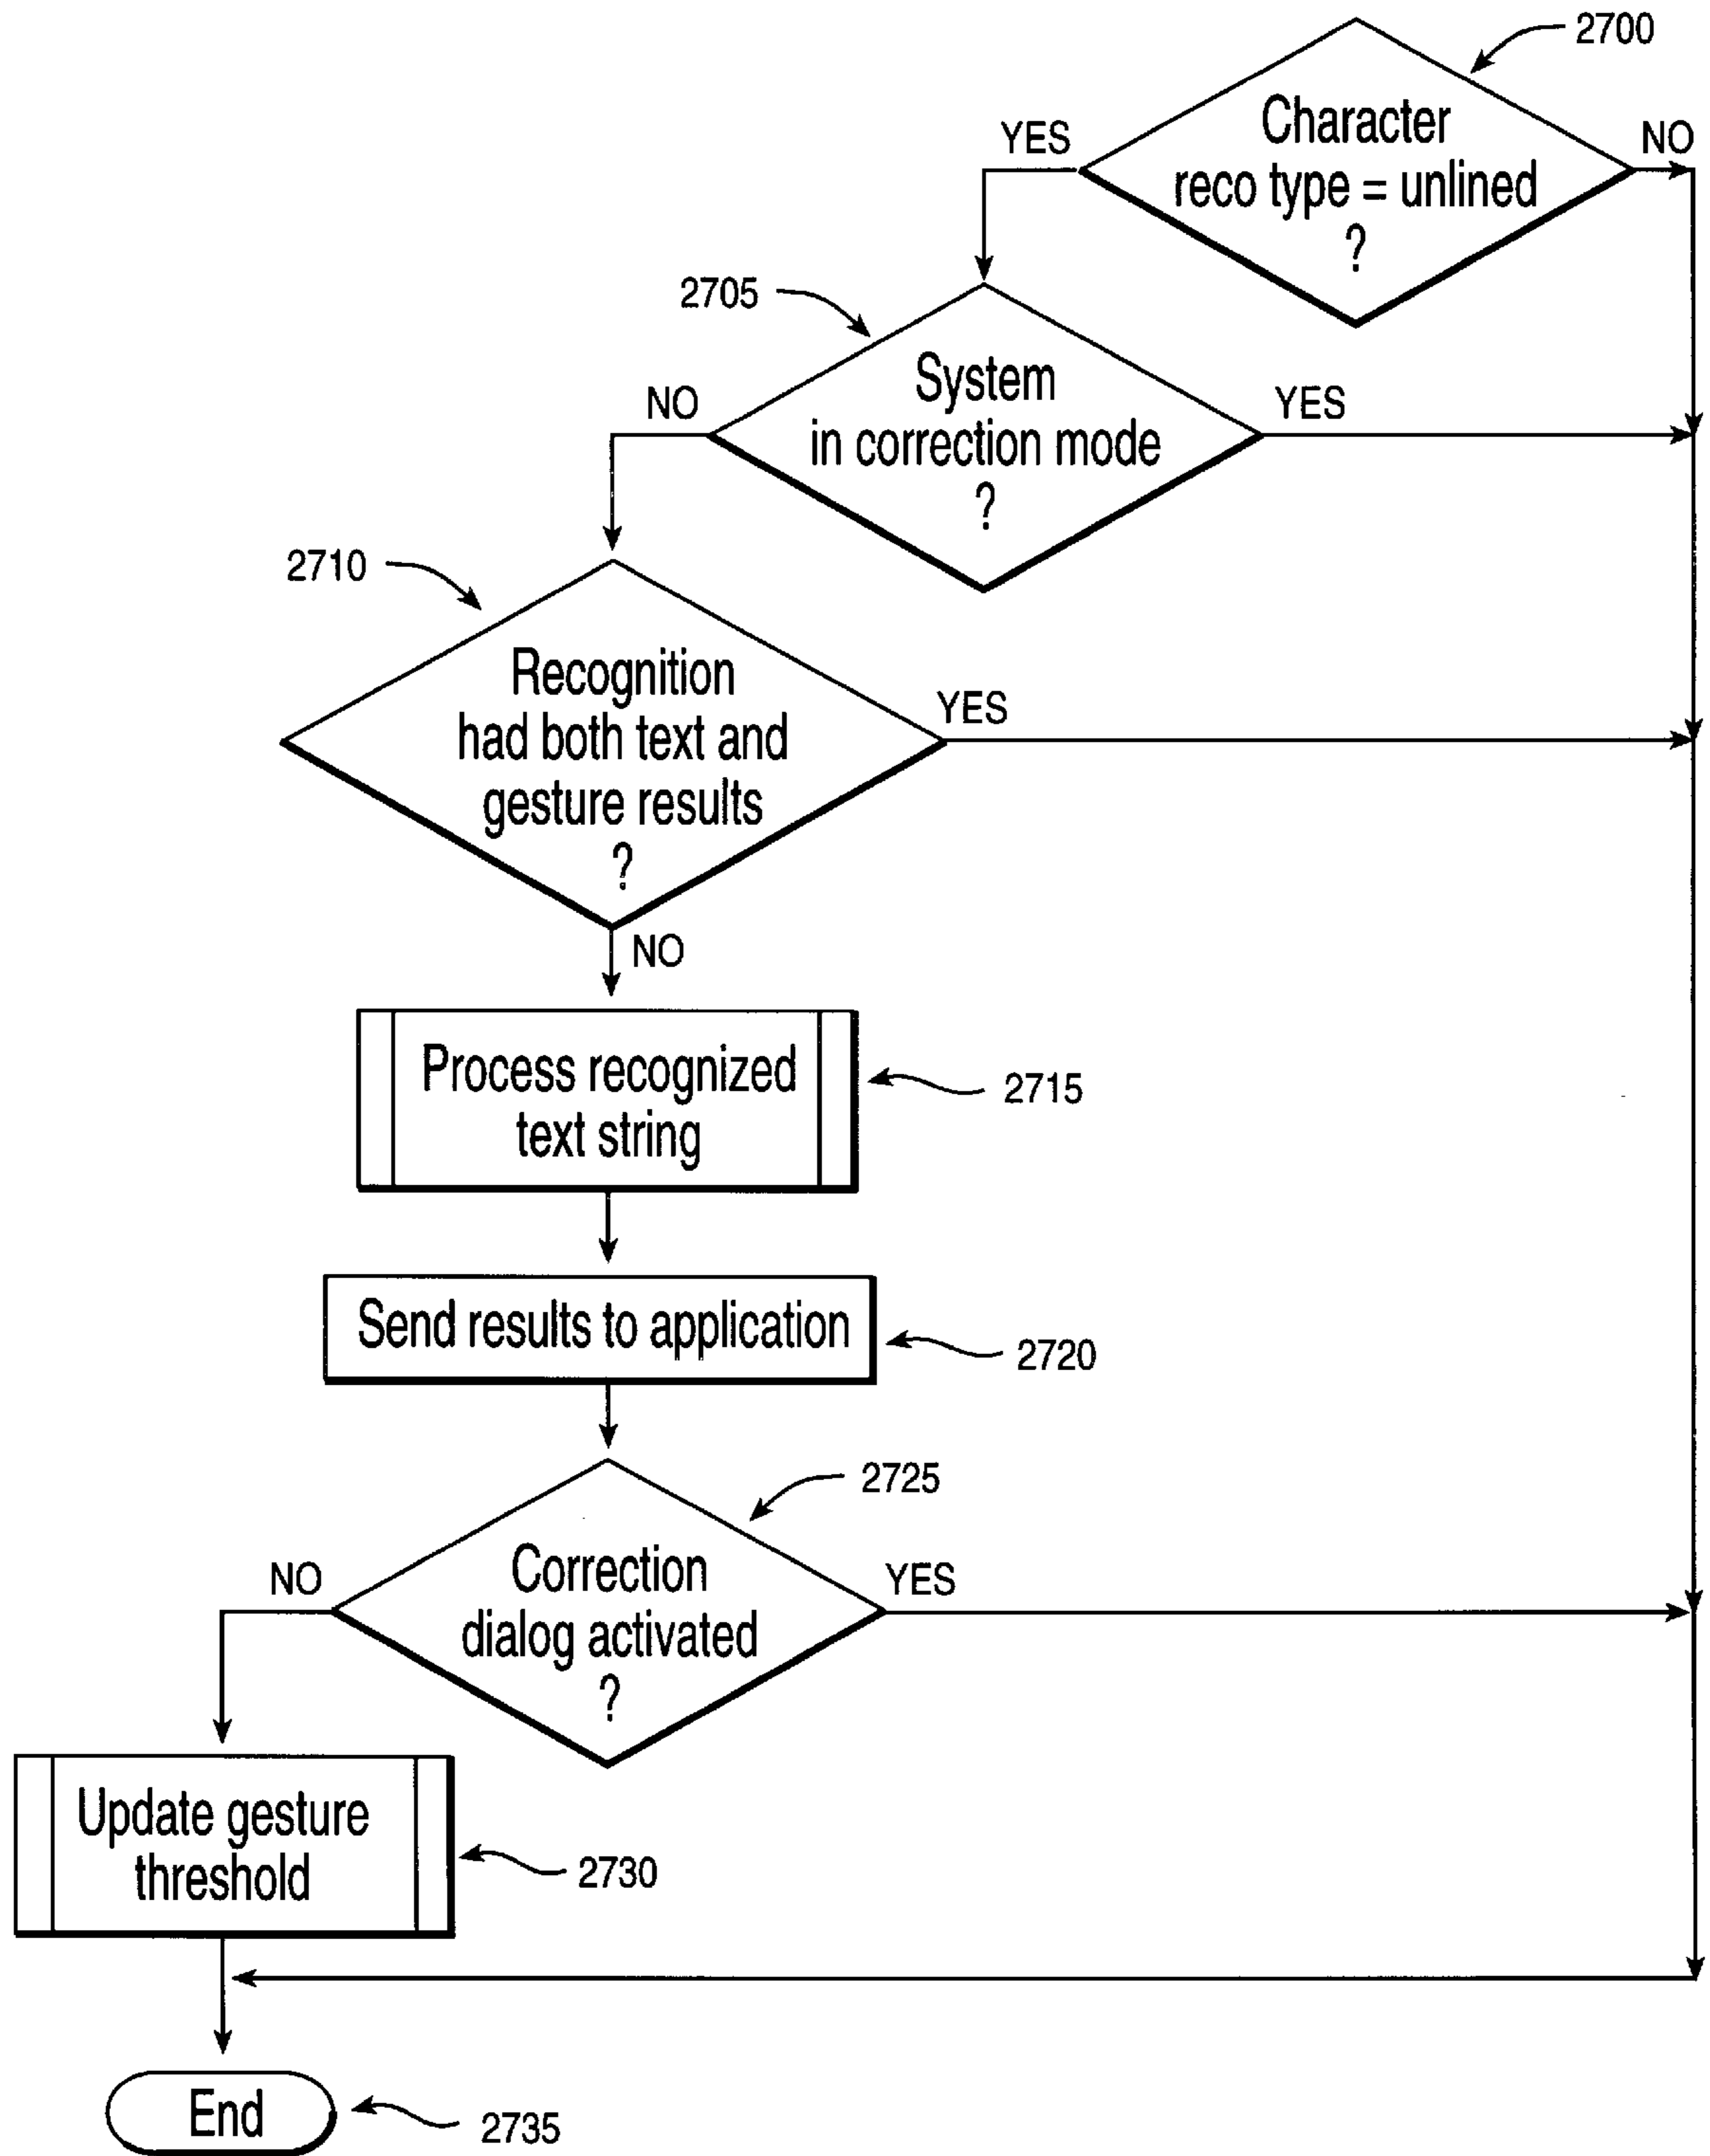 2700
Character
reco type = unlined
?
YES
NO
2705
System
in correction mode
?
NO
YES
2710
Recognition
had both text and
gesture results
?
YES
NO
Process recognized
text string
2715
Send results to application
2720
2725
Correction
dialog activated
?
NO
YES
Update gesture
threshold
2730
End
2735